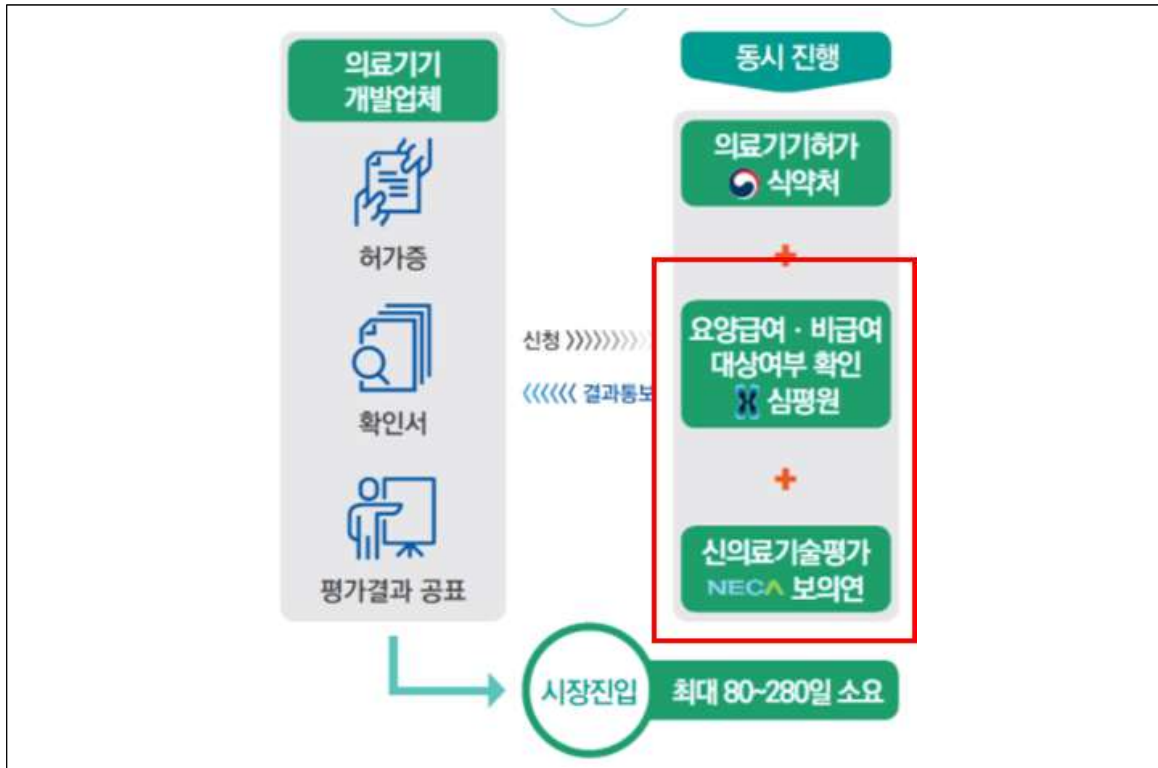 의료기기
개발업체
허가증
확인서
평가결과 공표
신청
결과통보
동시 진행
의료기기허가
식약처
요양급여 · 비급여
대상여부 확인
심평원
신의료기술평가
NECA 보의연
시장진입
최대 80~280일 소요